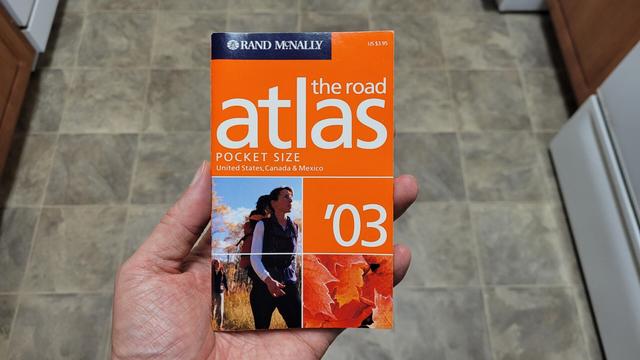 RAND McNALLY
US $3.95
the road
atlas
POCKET SIZE
United States, Canada & Mexico
'03